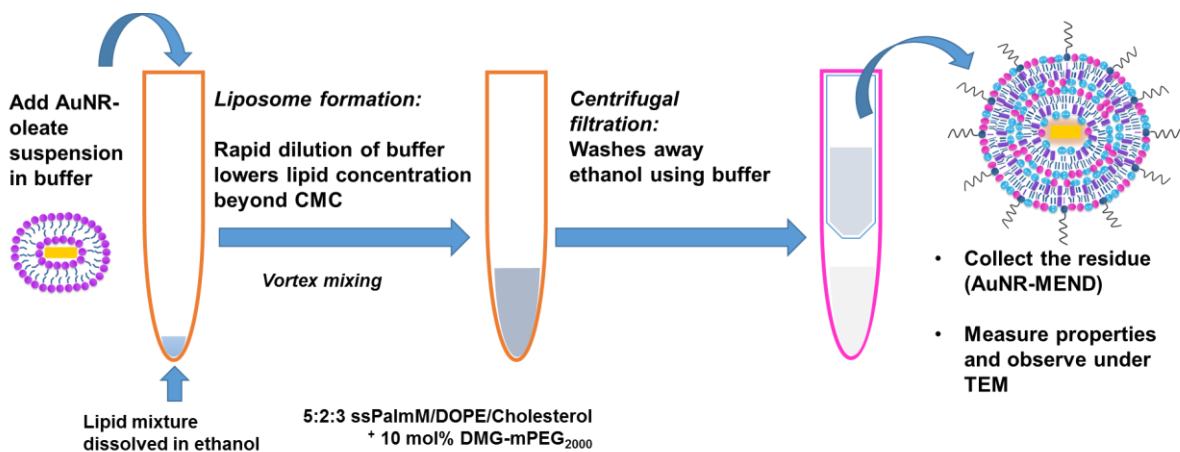 Add AuNR-
oleate
suspension
in buffer
Liposome formation:
Rapid dilution of buffer
lowers lipid concentration
beyond CMC
Vortex mixing
Centrifugal
filtration:
Washes away
ethanol using buffer
• Collect the residue
(AuNR-MEND)
• Measure properties
and observe under
TEM
Lipid mixture
dissolved in ethanol
5:2:3 ssPalmM/DOPE/Cholesterol
+ 10 mol% DMG-mPEG2000